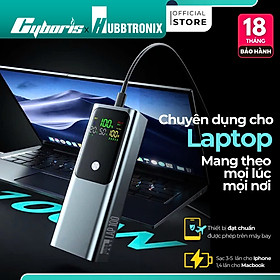 Cyboris x HUBBTRONIX
OFFICIAL
STORE
18
THÁNG
BẢO HÀNH
Chuyên dụng cho
Laptop
Mang theo
mọi lúc
mọi nơi
100
100W
Thiết bị đạt chuẩn
được phép trên máy bay
Sạc 3-5 lần cho Iphone
1,4 lần cho Macbook